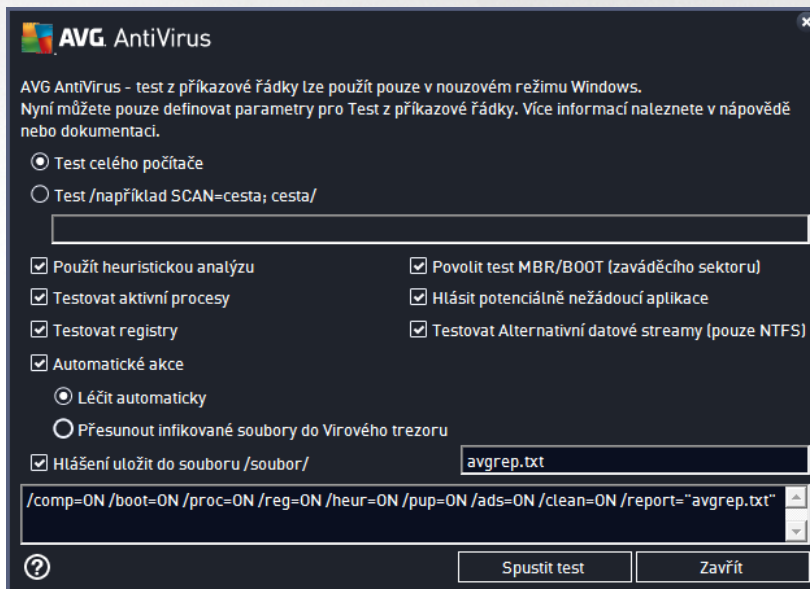 AVG AntiVirus
AVG AntiVirus - test z příkazové řádky lze použít pouze v nouzovém režimu Windows.
Nyní můžete pouze definovat parametry pro Test z příkazové řádky. Více informací naleznete v nápovědě
nebo dokumentaci.
Test celého počítače
Test /například SCAN=cesta; cesta/
Použít heuristickou analýzu
Povolit test MBR/BOOT (zaváděcího sektoru)
Testovat aktivní procesy
Hlásit potenciálně nežádoucí aplikace
Testovat registry
Testovat Alternativní datové streamy (pouze NTFS)
Automatické akce
Léčit automaticky
Přesunout infikované soubory do Virového trezoru
Hlášení uložit do souboru /soubor/
avgrep.txt
/comp=ON /boot=ON /proc=ON /reg=ON /heur=ON /pup=ON /ads=ON /clean=ON /report="avgrep.txt"
Spustit test
Zavřít